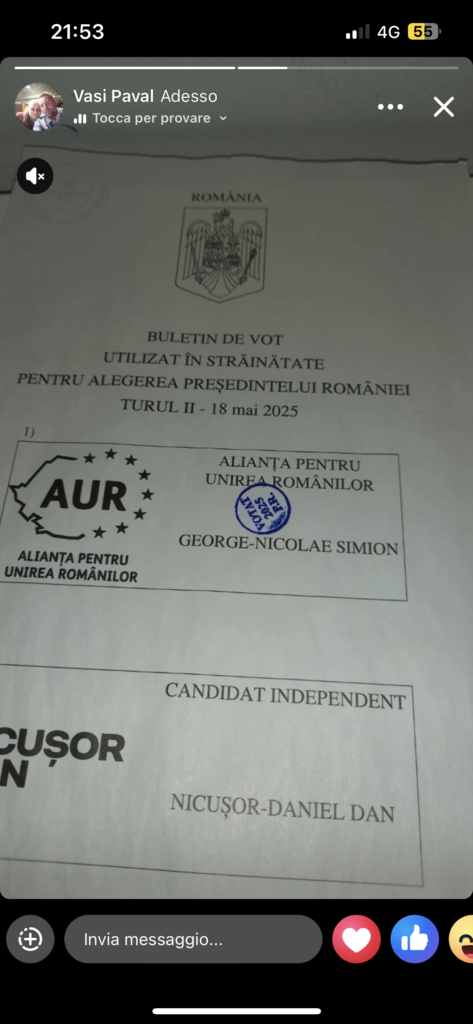 21:53
4G
55
Vasi Paval Adesso
Tocca per provare
ROMÂNIA
BULETIN DE VOT
UTILIZAT ÎN STRĂINĂTATE
PENTRU ALEGEREA PREȘEDINTELUI ROMÂNIEI
TURUL II - 18 mai 2025
1)
AUR
ALIANȚA PENTRU
UNIREA ROMÂNILOR
ALIANȚA PENTRU
UNIREA ROMÂNILOR
VOTAT
2025
P.R.
GEORGE-NICOLAE SIMION
CUȘOR
N
CANDIDAT INDEPENDENT
NICUȘOR-DANIEL DAN
Invia messaggio...